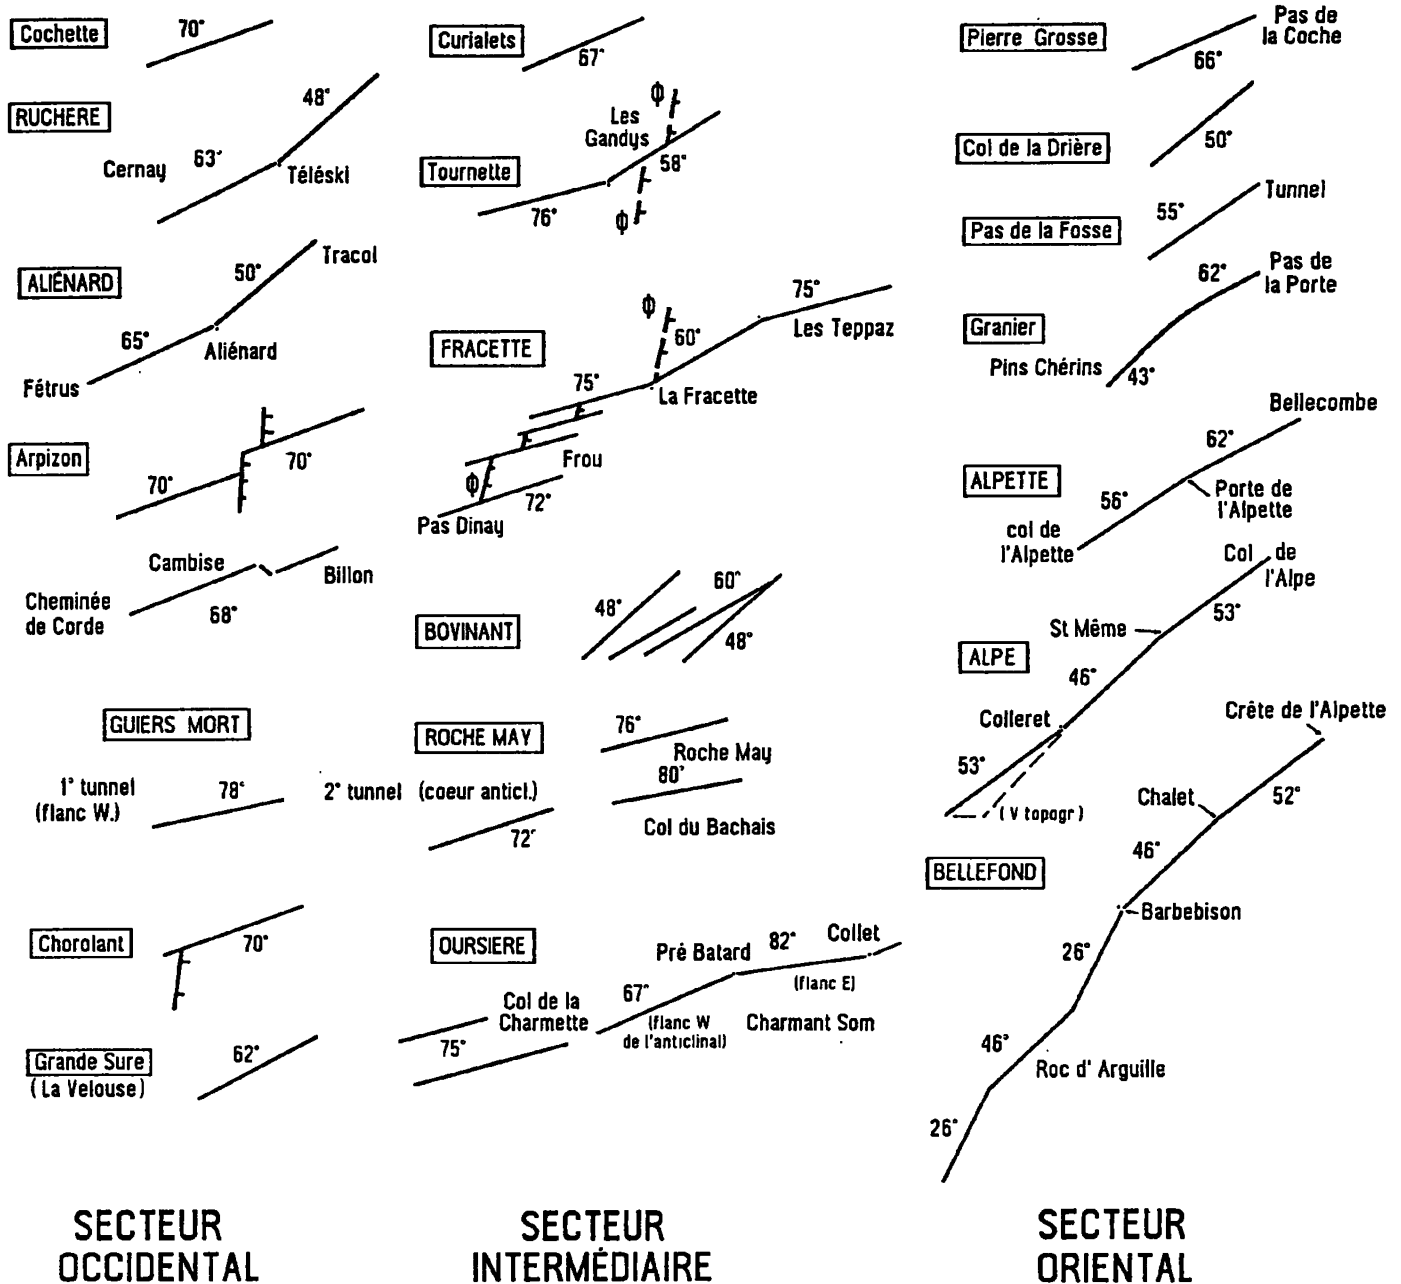 Cochette
70°
RUCHERE
48°
Cernay
63°
Téléski
ALIÉNARD
50°
Tracol
65°
Aliénard
Fétrus
Arpizon
70°
70°
Cambise
Billon
Cheminée
de Corde
68°
GUIERS MORT
1° tunnel
(flanc W.)
78°
2° tunnel (coeur anticl.)
72°
Chorolant
70°
Grande Sure
(La Velouse)
62°
SECTEUR
OCCIDENTAL
Curialets
67°
Φ
Les
Gandys
Tournette
58°
76°
Φ
Φ
75°
60°
Les Teppaz
FRACETTE
75°
La Fracette
Frou
Φ
72°
Pas Dinay
BOVINANT
48°
60°
48°
ROCHE MAY
76°
Roche May
80°
Col du Bachais
OURSIERE
Pré Batard
82°
Collet
(flanc E)
67°
(flanc W
de l'anticlinal)
Charmant Som
Col de la
Charmette
75°
SECTEUR
INTERMÉDIAIRE
Pierre Grosse
Pas de
la Coche
66°
Col de la Drière
50°
Pas de la Fosse
55°
Tunnel
Granier
62°
Pas de
la Porte
Pins Chérins
43°
Bellecombe
ALPETTE
62°
56°
Porte de
l'Alpette
col de
l'Alpette
Col de
l'Alpe
St Même
53°
ALPE
46°
Colleret
53°
(V topogr)
Crête de l'Alpette
Chalet
52°
BELLEFOND
46°
Barbebison
26°
46°
Roc d' Arguille
26°
SECTEUR
ORIENTAL